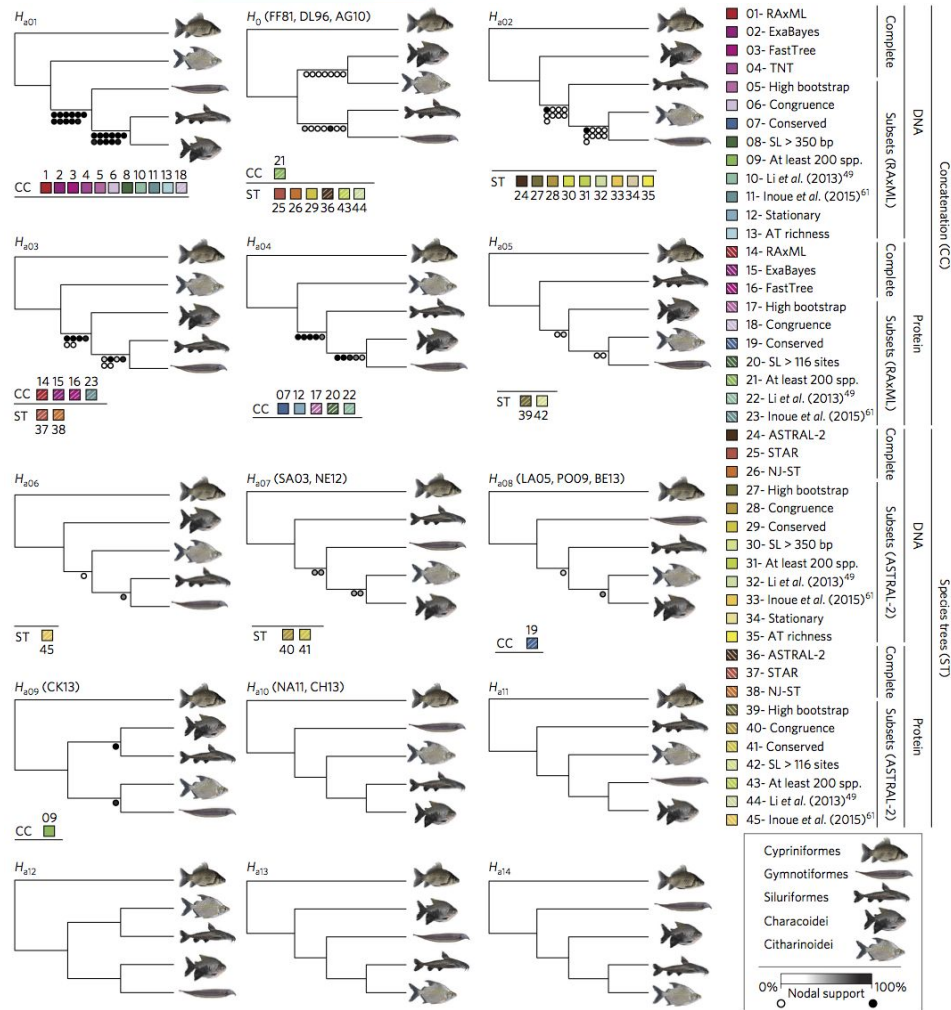 Ha01
CC 1 2 3 4 5 6 8 10 11 13 18
H0 (FF81, DL96, AG10)
21
CC
ST
25 26 29 36 43 44
Ha02
ST
24 27 28 30 31 32 33 34 35
Ha03
14 15 16 23
CC
ST
37 38
Ha04
07 12 17 20 22
CC
Ha05
ST
39 42
Ha06
ST
45
Ha07 (SA03, NE12)
ST
40 41
Ha08 (LA05, PO09, BE13)
19
CC
Ha09 (CK13)
09
CC
Ha10 (NA11, CH13)
Ha11
Ha12
Ha13
Ha14
01- RAxML
02- ExaBayes
03- FastTree
04- TNT
05- High bootstrap
06- Congruence
07- Conserved
08- SL > 350 bp
09- At least 200 spp.
10- Li et al. (2013)49
11- Inoue et al. (2015)61
12- Stationary
13- AT richness
14- RAxML
15- ExaBayes
16- FastTree
17- High bootstrap
18- Congruence
19- Conserved
20- SL > 116 sites
21- At least 200 spp.
22- Li et al. (2013)49
23- Inoue et al. (2015)61
24- ASTRAL-2
25- STAR
26- NJ-ST
27- High bootstrap
28- Congruence
29- Conserved
30- SL > 350 bp
31- At least 200 spp.
32- Li et al. (2013)49
33- Inoue et al. (2015)61
34- Stationary
35- AT richness
36- ASTRAL-2
37- STAR
38- NJ-ST
39- High bootstrap
40- Congruence
41- Conserved
42- SL > 116 sites
43- At least 200 spp.
44- Li et al. (2013)49
45- Inoue et al. (2015)61
Complete
Subsets (RAxML)
Complete
Subsets (RAxML)
Complete
Subsets (ASTRAL-2)
Complete
Subsets (ASTRAL-2)
DNA
Protein
DNA
Protein
Concatenation (CC)
Species trees (ST)
Cypriniformes
Gymnotiformes
Siluriformes
Characoidei
Citharinoidei
0% 100%
Nodal support